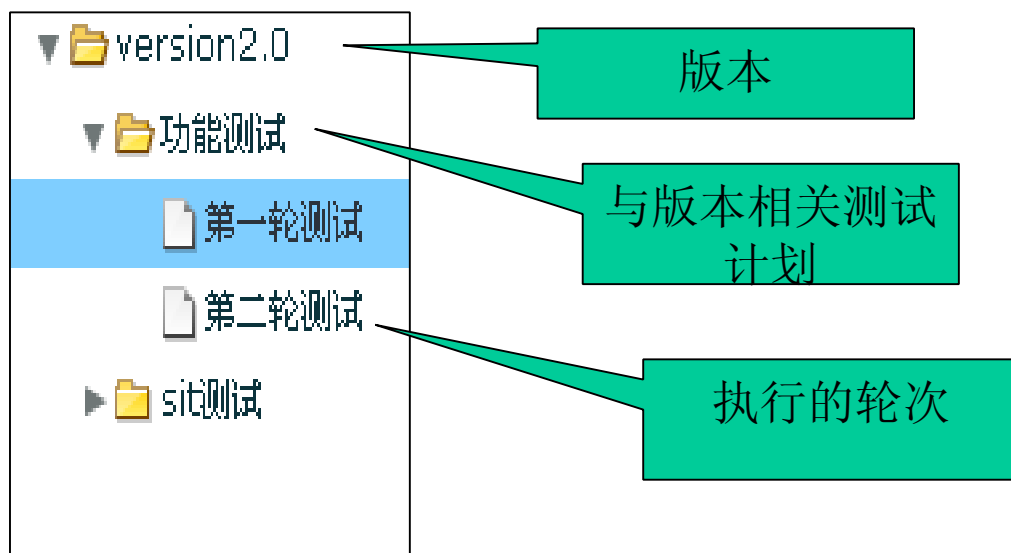 version2.0
版本
功能测试
与版本相关测试
计划
第一轮测试
第二轮测试
执行的轮次
sit测试